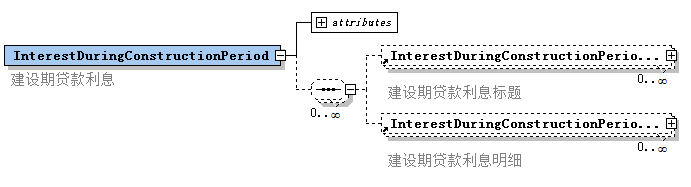 attributes
InterestDuringConstructionPeriod
建设期贷款利息
0..∞
InterestDuringConstructionPerio...
0..∞
建设期贷款利息标题
InterestDuringConstructionPerio...
0..∞
建设期贷款利息明细